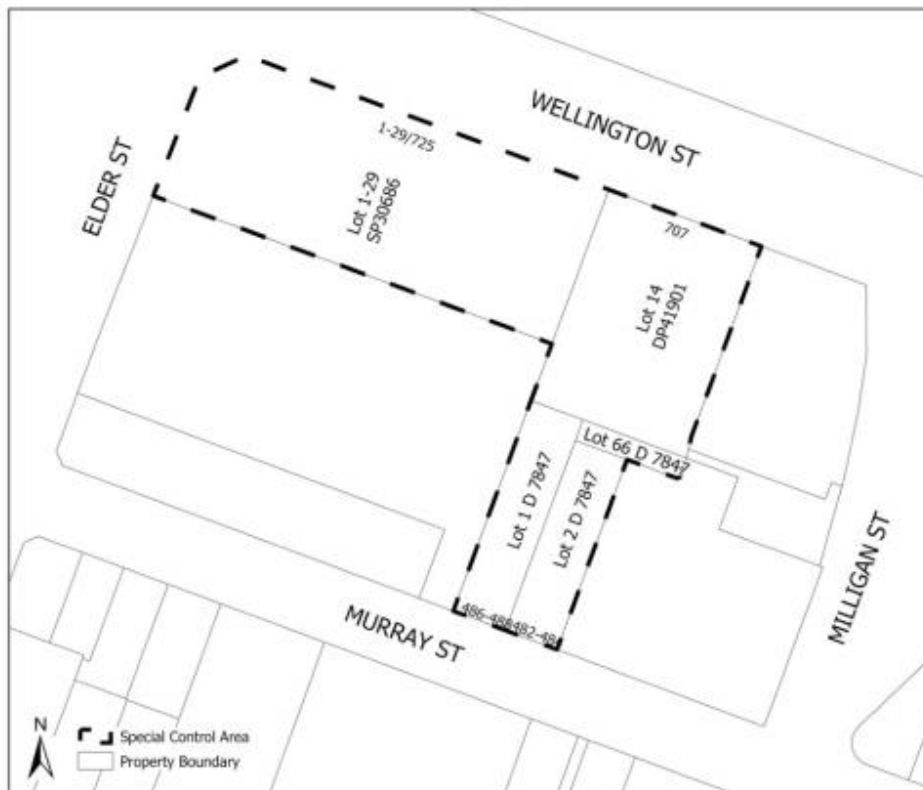 WELLINGTON ST
1-29/725
ELDER ST
Lot 1-29
SP30686
707
Lot 14
DP41901
Lot 66 D 7847
Lot 1 D 7847
Lot 2 D 7847
MILLIGAN ST
MURRAY ST
N
Special Control Area
Property Boundary